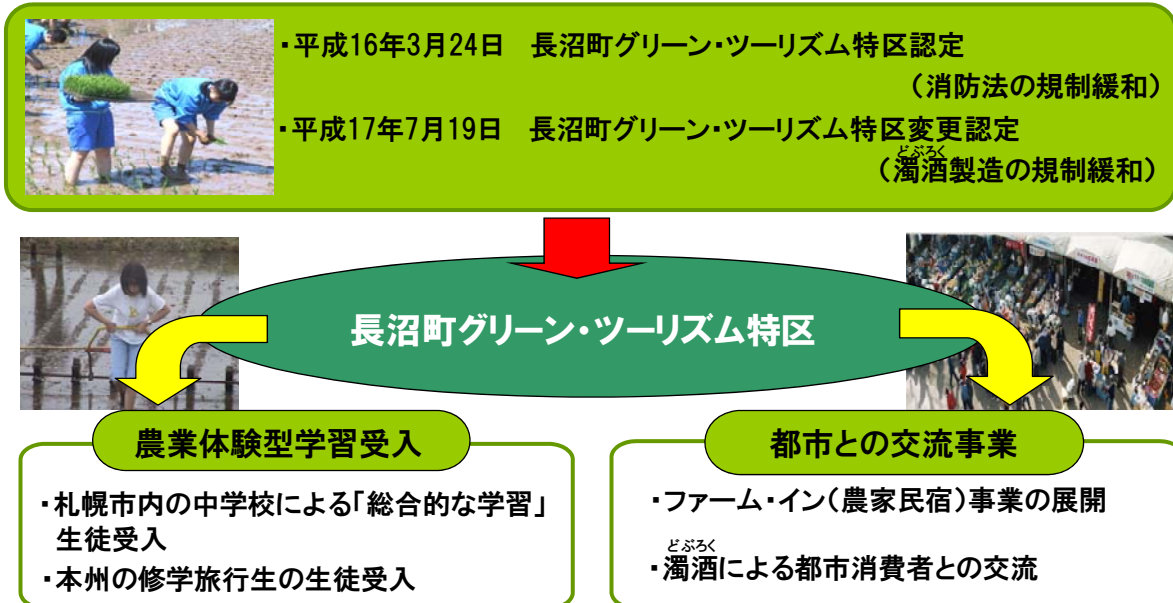 ・平成16年3月24日　長沼町グリーン・ツーリズム特区認定
（消防法の規制緩和）
・平成17年7月19日　長沼町グリーン・ツーリズム特区変更認定
どぶろく
（濁酒製造の規制緩和）
長沼町グリーン・ツーリズム特区
農業体験型学習受入
・札幌市内の中学校による「総合的な学習」
生徒受入
・本州の修学旅行生の生徒受入
都市との交流事業
・ファーム・イン（農家民宿）事業の展開
どぶろく
・濁酒による都市消費者との交流